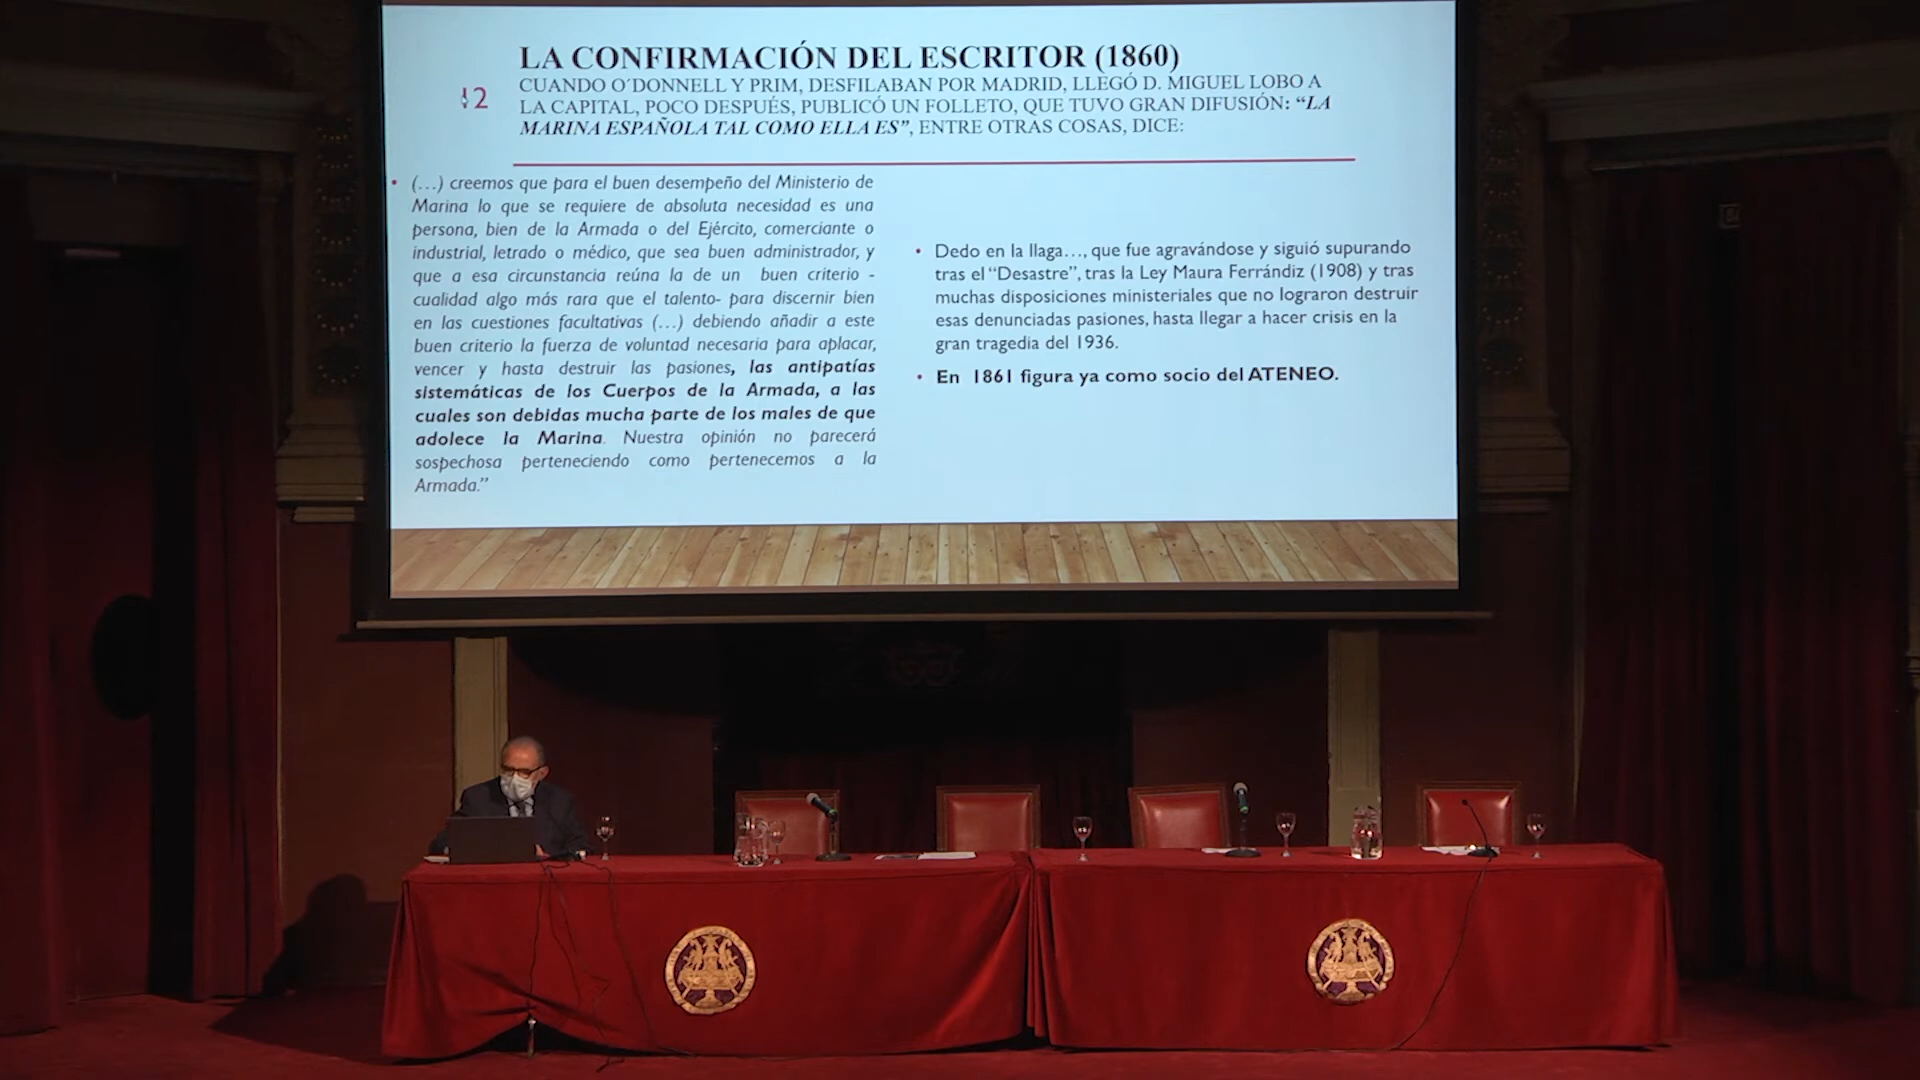 LA CONFIRMACIÓN DEL ESCRITOR (1860)
CUANDO O´DONNELL Y PRIM, DESFILABAN POR MADRID, LLEGÓ D. MIGUEL LOBO A
LA CAPITAL, POCO DESPUÉS, PUBLICÓ UN FOLLETO, QUE TUVO GRAN DIFUSIÓN: “LA
MARINA ESPAÑOLA TAL COMO ELLA ES”, ENTRE OTRAS COSAS, DICE:
• (…) creemos que para el buen desempeño del Ministerio de
Marina lo que se requiere de absoluta necesidad es una
persona, bien de la Armada o del Ejército, comerciante o
industrial, letrado o médico, que sea buen administrador, y
que a esa circunstancia reúna la de un buen criterio -
cualidad algo más rara que el talento- para discernir bien
en las cuestiones facultativas (…) debiendo añadir a este
buen criterio la fuerza de voluntad necesaria para aplacar,
vencer y hasta destruir las pasiones, las antipatías
sistemáticas de los Cuerpos de la Armada, a las
cuales son debidas mucha parte de los males de que
adolece la Marina. Nuestra opinión no parecerá
sospechosa perteneciendo como pertenecemos a la
Armada.”
• Dedo en la llaga…, que fue agravándose y siguió supurando
tras el “Desastre”, tras la Ley Maura Ferrándiz (1908) y tras
muchas disposiciones ministeriales que no lograron destruir
esas denunciadas pasiones, hasta llegar a hacer crisis en la
gran tragedia del 1936.
• En 1861 figura ya como socio del ATENEO.